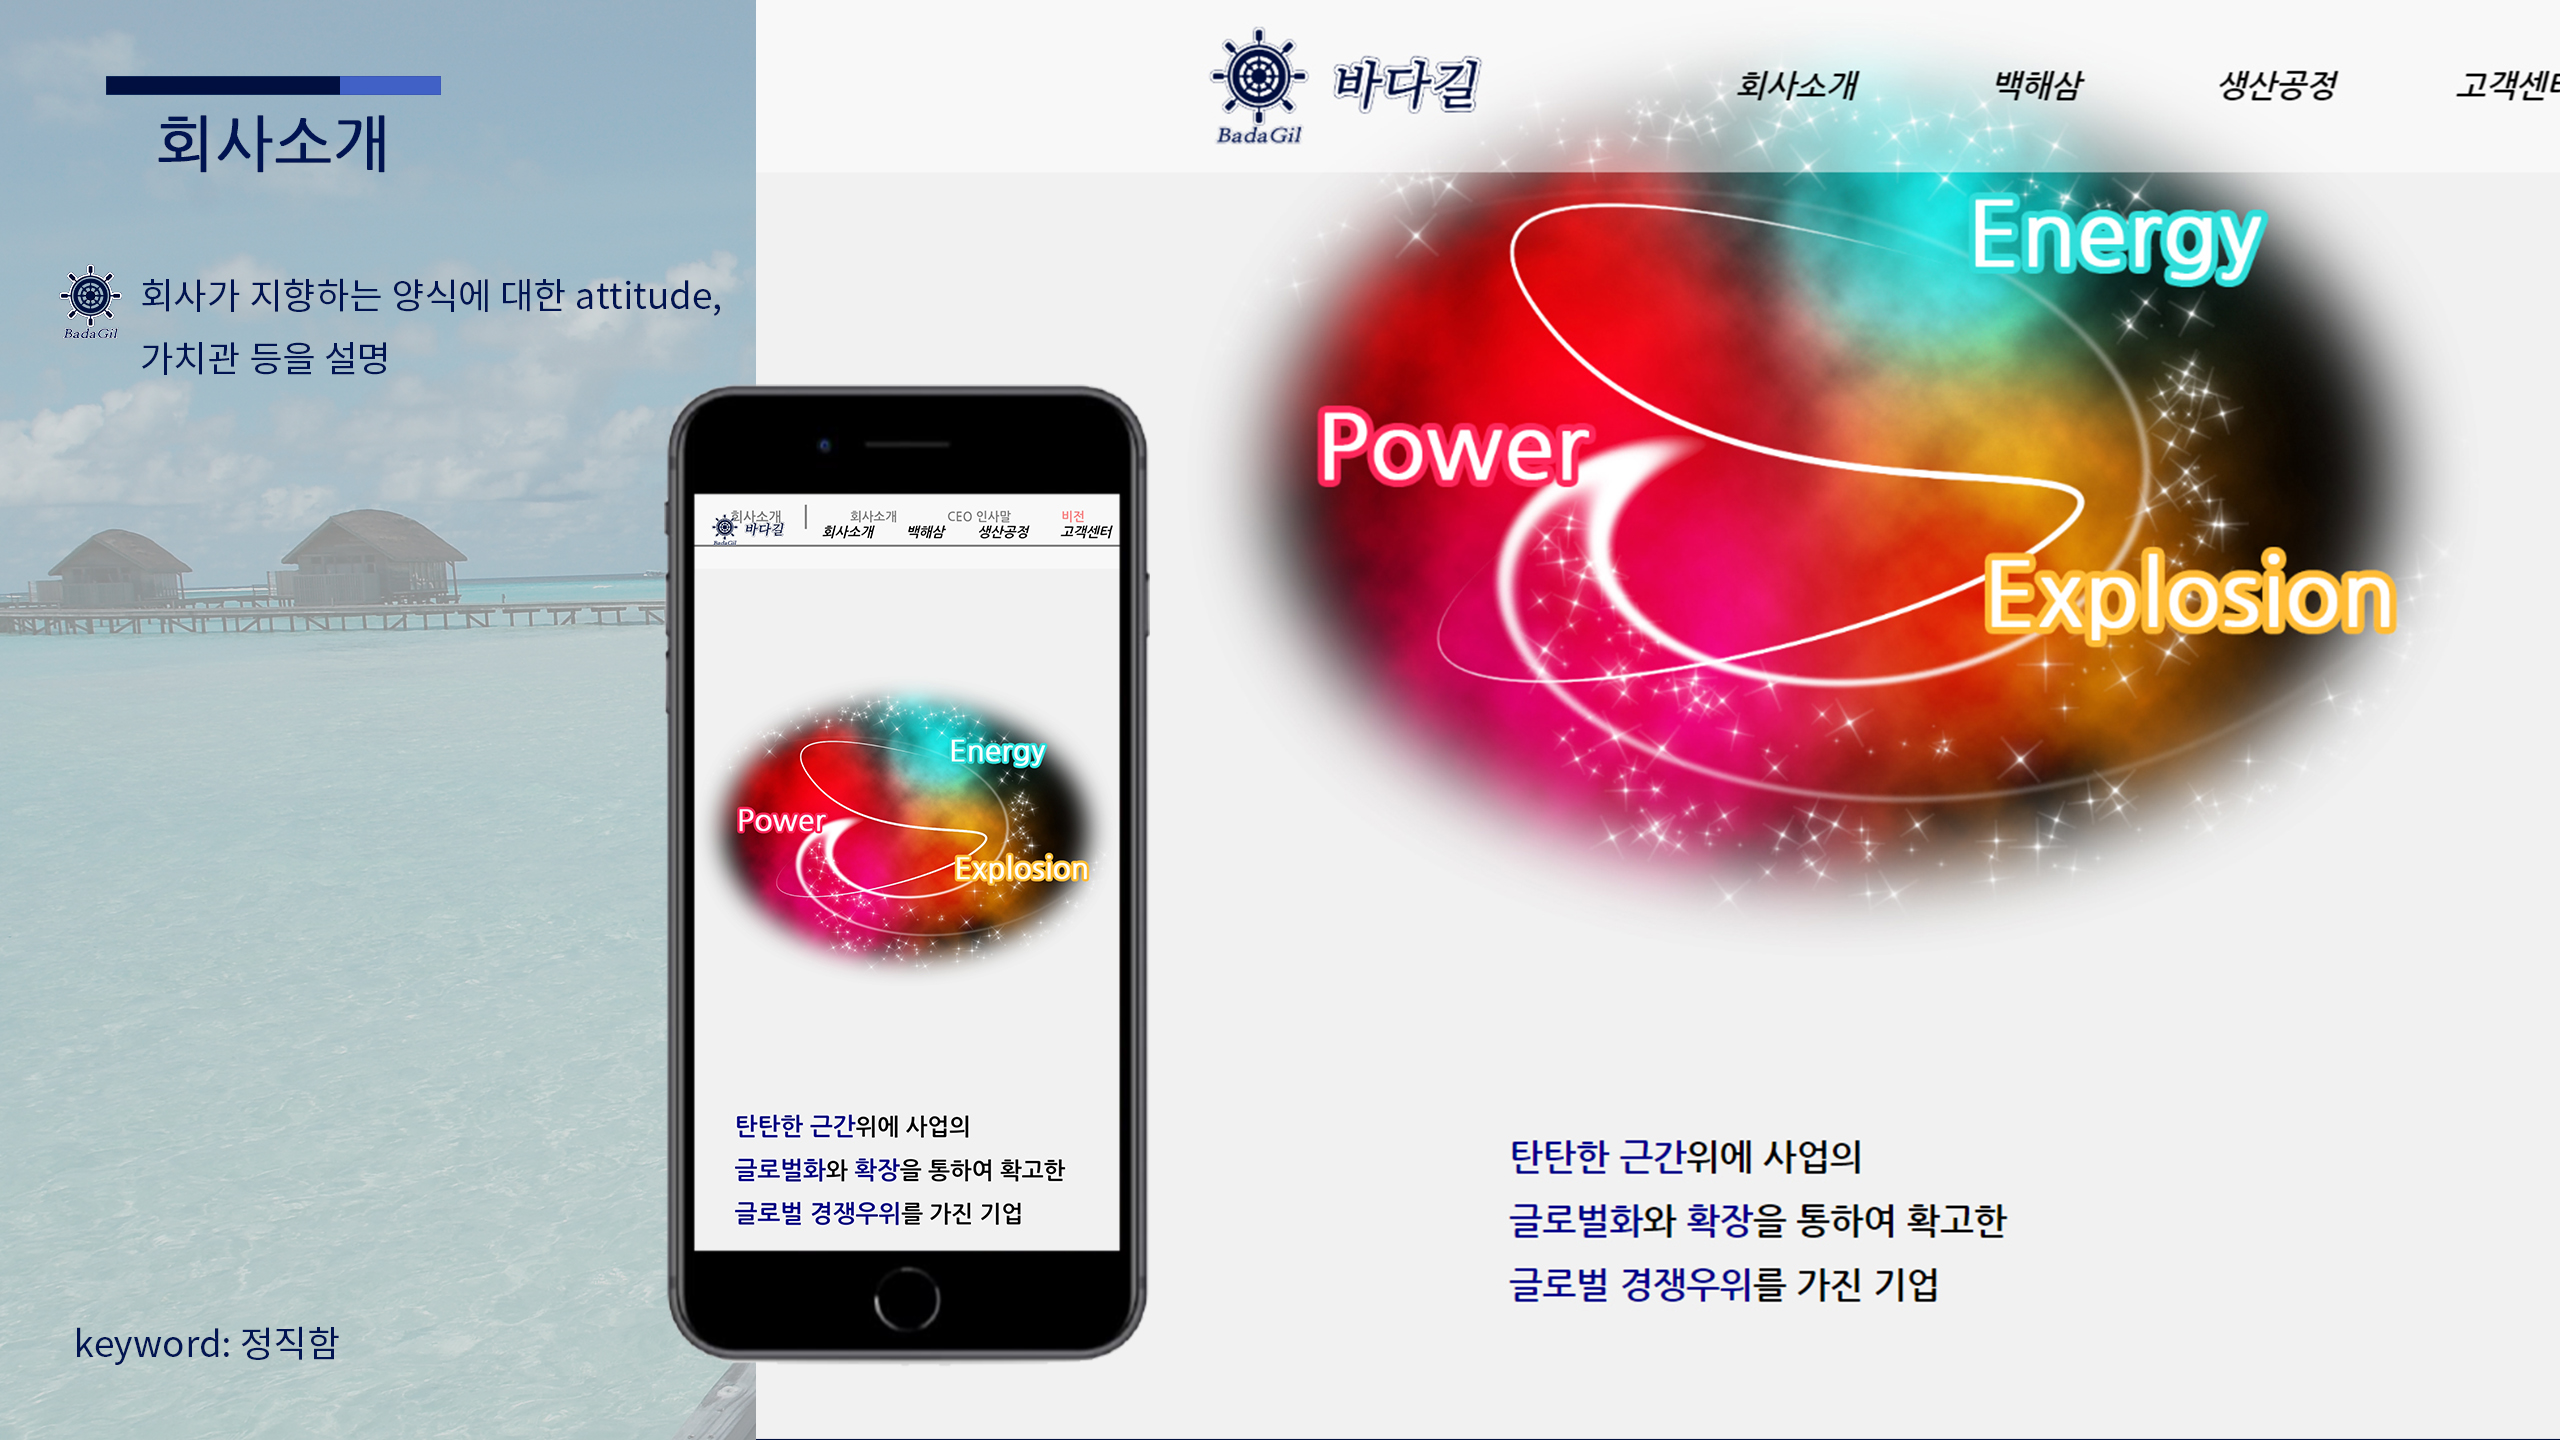 회사소개
BadaGil
회사가 지향하는 양식에 대한 attitude,
가치관 등을 설명
keyword: 정직함
BadaGil
바다길
회사소개 백해삼 생산공정 고객센터
Energy
Power
Explosion
탄탄한 근간위에 사업의
글로벌화와 확장을 통하여 확고한
글로벌 경쟁우위를 가진 기업
회사소개 회사소개 CEO 인사말 비전
BadaGil
바다길 회사소개 백해삼 생산공정 고객센터
Energy
Power
Explosion
탄탄한 근간위에 사업의
글로벌화와 확장을 통하여 확고한
글로벌 경쟁우위를 가진 기업